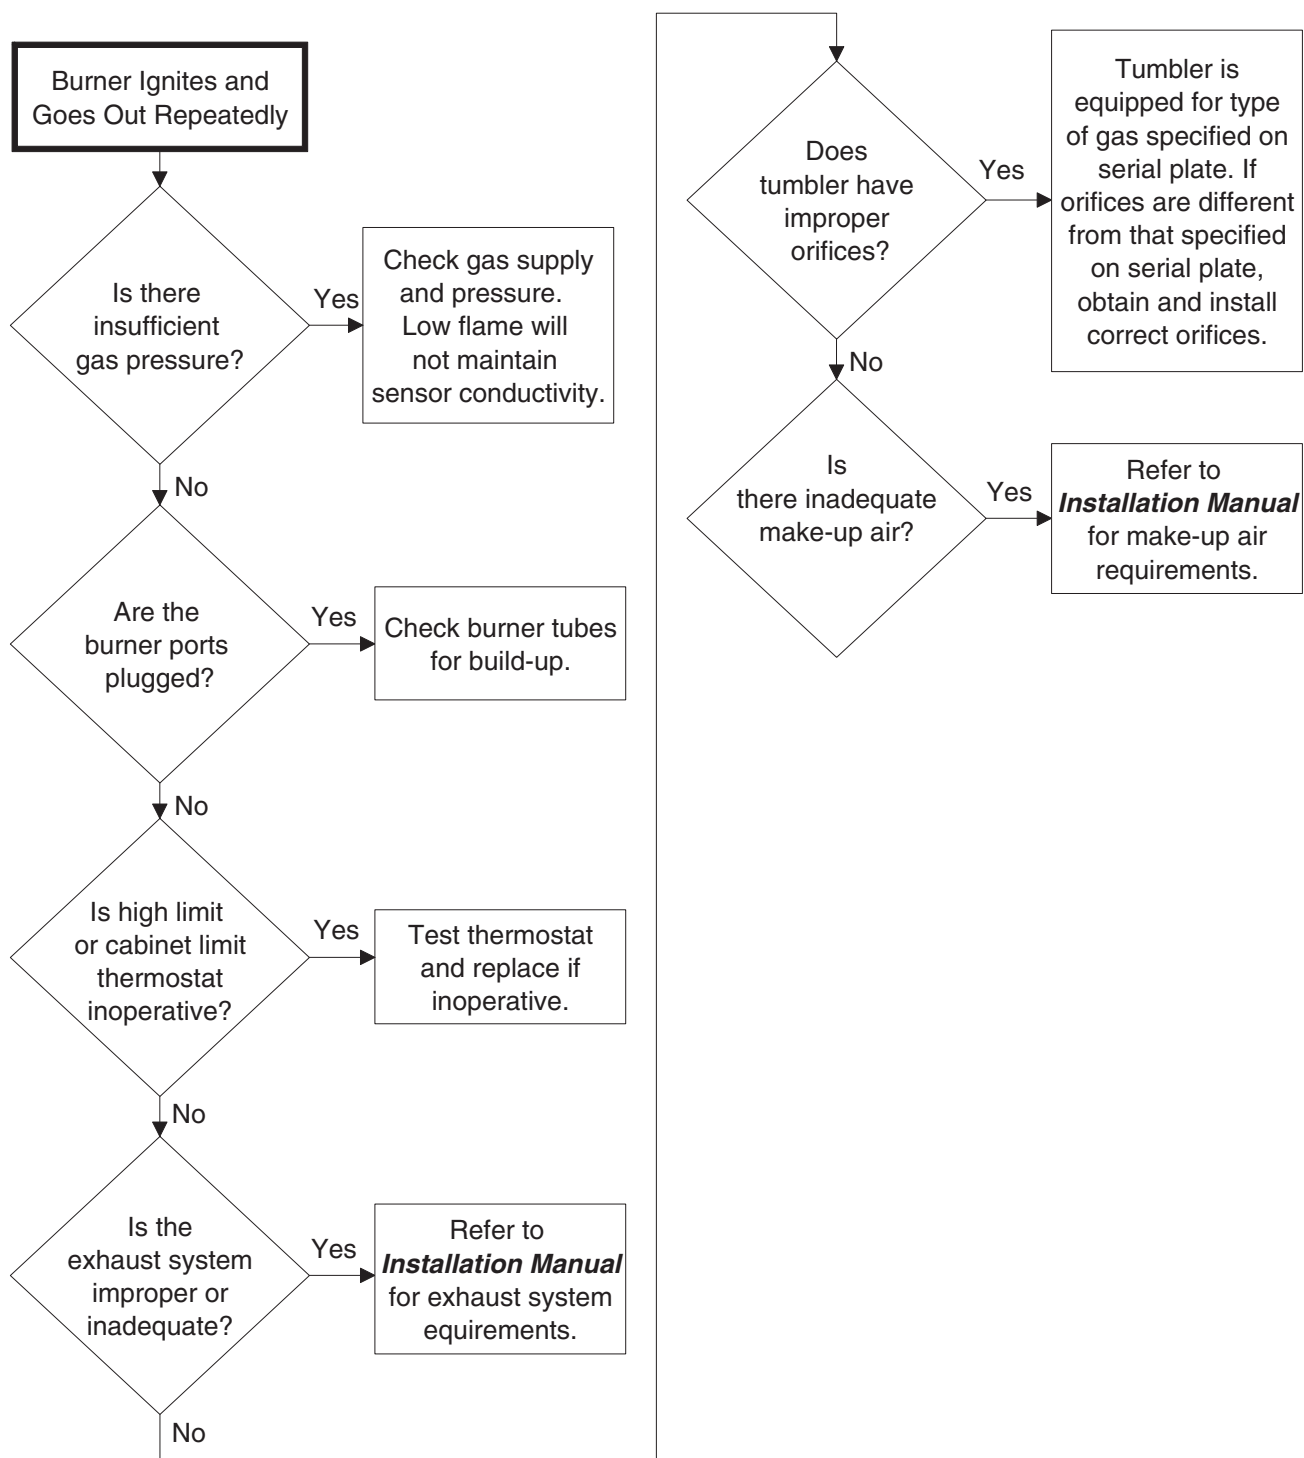 Burner Ignites and
Goes Out Repeatedly
Is there
insufficient
gas pressure?
Yes
Check gas supply
and pressure.
Low flame will
not maintain
sensor conductivity.
No
Are the
burner ports
plugged?
Yes
Check burner tubes
for build-up.
No
Is high limit
or cabinet limit
thermostat
inoperative?
Yes
Test thermostat
and replace if
inoperative.
No
Is the
exhaust system
improper or
inadequate?
Yes
Refer to
Installation Manual
for exhaust system
equirements.
No
Does
tumbler have
improper
orifices?
Yes
Tumbler is
equipped for type
of gas specified on
serial plate. If
orifices are different
from that specified
on serial plate,
obtain and install
correct orifices.
No
Is
there inadequate
make-up air?
Yes
Refer to
Installation Manual
for make-up air
requirements.